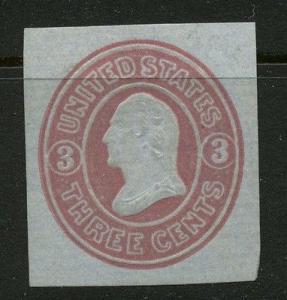 UNITED STATES.
3 3
THREE CENTS